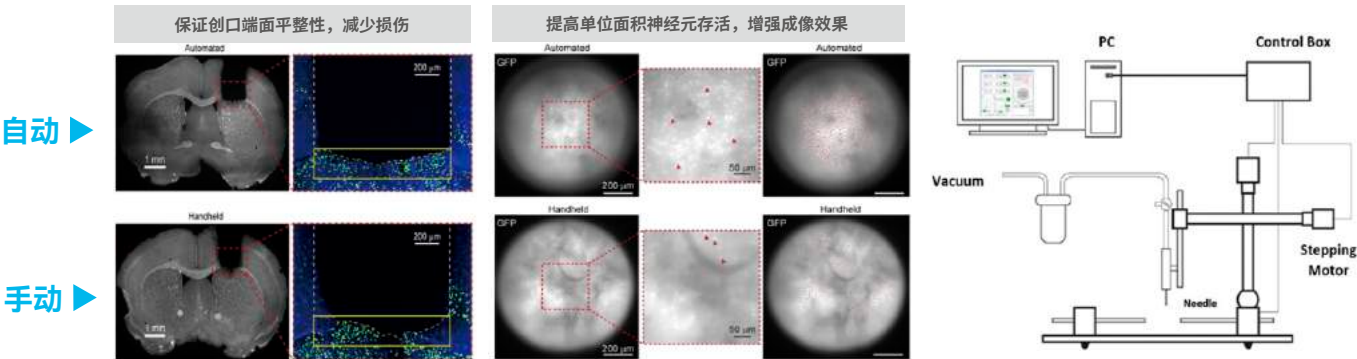 保证创口端面平整性，减少损伤
提高单位面积神经元存活，增强成像效果
自动
Automated
1 mm
200 μm
Automated
GFP
200 μm
50 μm
Automated
GFP
手动
Handheld
1 mm
200 μm
Handheld
GFP
200 μm
50 μm
Handheld
GFP
PC
Control Box
Vacuum
Stepping
Motor
Needle